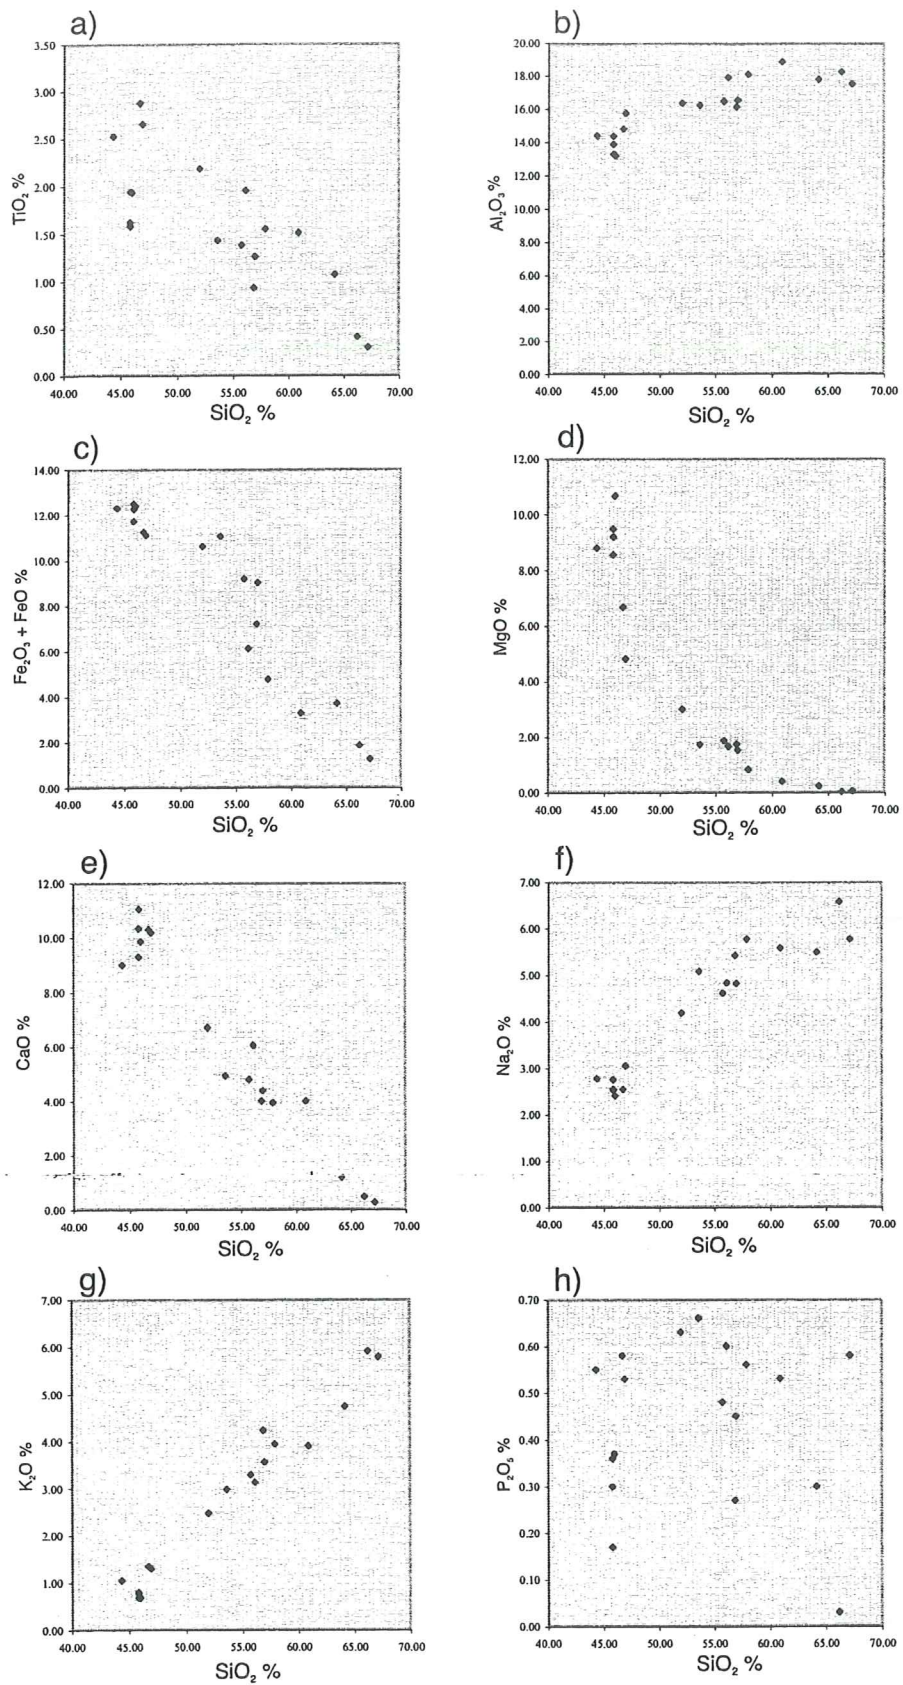 a)
3.50
3.00
2.50
2.00
1.50
1.00
0.50
0.00
TiO₂ %
40.00 45.00 50.00 55.00 60.00 65.00 70.00
SiO₂ %
b)
20.00
18.00
16.00
14.00
12.00
10.00
8.00
6.00
4.00
2.00
0.00
Al₂O₃ %
40.00 45.00 50.00 55.00 60.00 65.00 70.00
SiO₂ %
c)
14.00
12.00
10.00
8.00
6.00
4.00
2.00
0.00
Fe₂O₃ + FeO %
40.00 45.00 50.00 55.00 60.00 65.00 70.00
SiO₂ %
d)
12.00
10.00
8.00
6.00
4.00
2.00
0.00
MgO %
40.00 45.00 50.00 55.00 60.00 65.00 70.00
SiO₂ %
e)
12.00
10.00
8.00
6.00
4.00
2.00
0.00
CaO %
40.00 45.00 50.00 55.00 60.00 65.00 70.00
SiO₂ %
f)
7.00
6.00
5.00
4.00
3.00
2.00
1.00
0.00
Na₂O %
40.00 45.00 50.00 55.00 60.00 65.00 70.00
SiO₂ %
g)
7.00
6.00
5.00
4.00
3.00
2.00
1.00
0.00
K₂O %
40.00 45.00 50.00 55.00 60.00 65.00 70.00
SiO₂ %
h)
0.70
0.60
0.50
0.40
0.30
0.20
0.10
0.00
P₂O₅ %
40.00 45.00 50.00 55.00 60.00 65.00 70.00
SiO₂ %